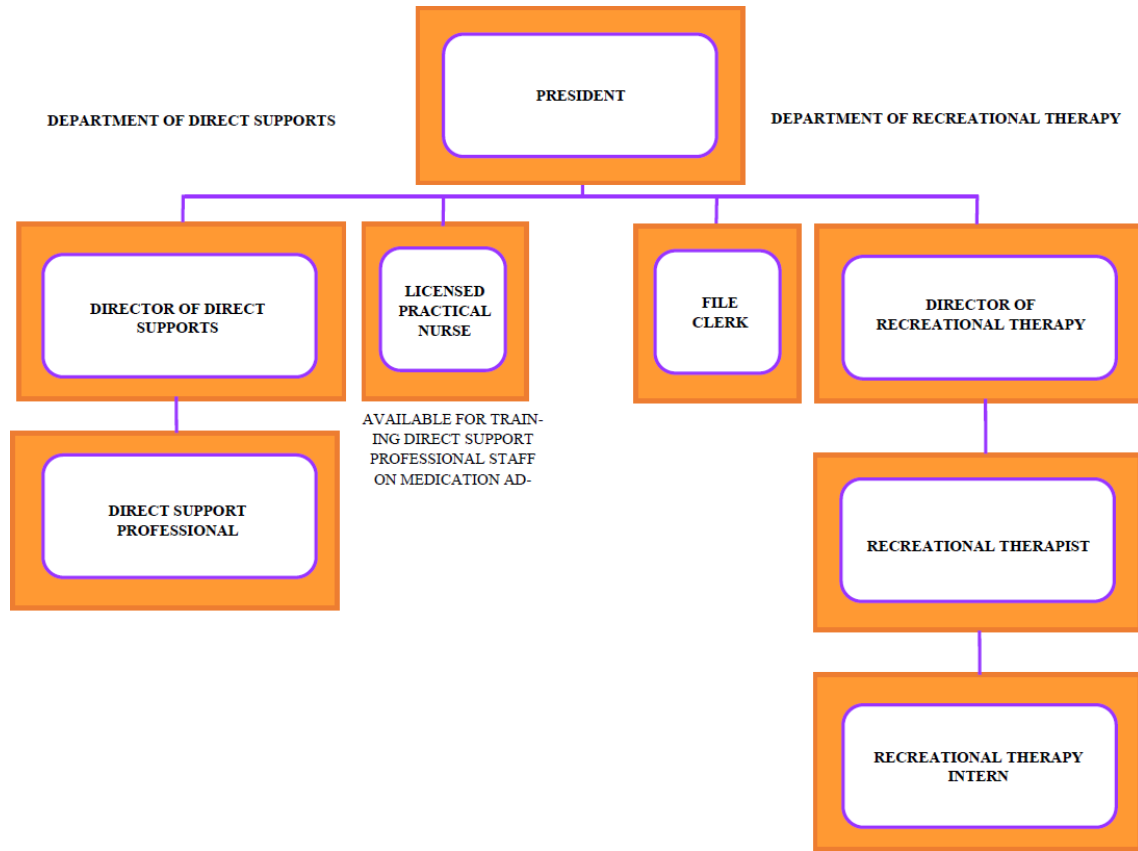 PRESIDENT
DEPARTMENT OF DIRECT SUPPORTS
DEPARTMENT OF RECREATIONAL THERAPY
DIRECTOR OF DIRECT
SUPPORTS
LICENSED
PRACTICAL
NURSE
FILE
CLERK
DIRECTOR OF
RECREATIONAL THERAPY
AVAILABLE FOR TRAIN-
ING DIRECT SUPPORT
PROFESSIONAL STAFF
ON MEDICATION AD-
DIRECT SUPPORT
PROFESSIONAL
RECREATIONAL THERAPIST
RECREATIONAL THERAPY
INTERN